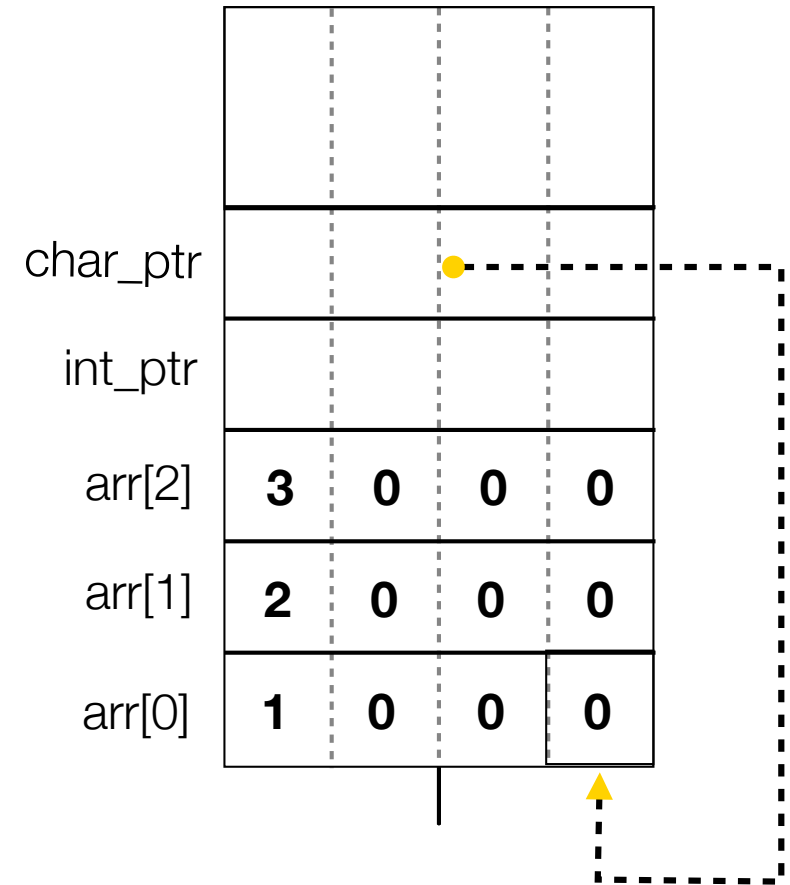 char_ptr
int_ptr
arr[2] 3 0 0 0
arr[1] 2 0 0 0
arr[0] 1 0 0 0